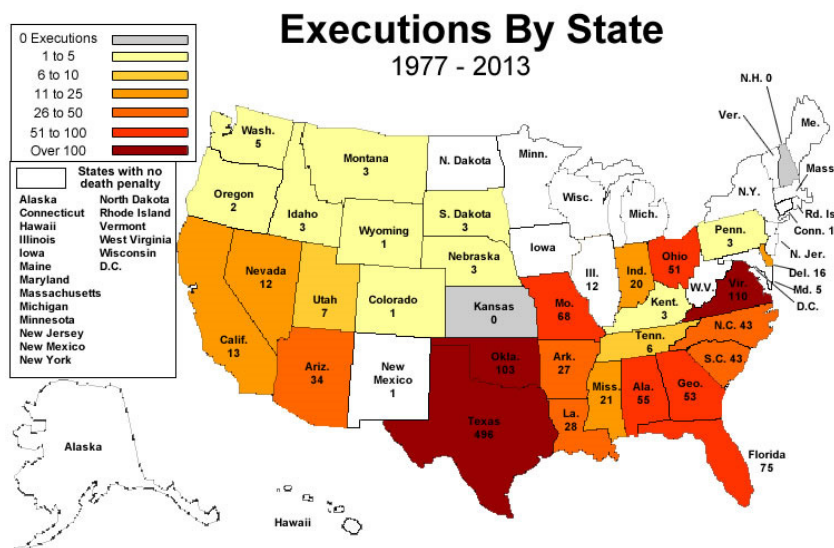 Executions By State
1977 - 2013
0 Executions
1 to 5
6 to 10
11 to 25
26 to 50
51 to 100
Over 100
States with no
death penalty
Alaska
Connecticut
Hawaii
Illinois
Iowa
Maine
Maryland
Massachusetts
Michigan
Minnesota
New Jersey
New Mexico
New York
North Dakota
Rhode Island
Vermont
West Virginia
Wisconsin
D.C.
N.H. 0
Ver.
Me.
Wash.
5
Montana
3
N. Dakota
Minn.
Mass
Oregon
2
Idaho
3
S. Dakota
3
Wisc.
Mich.
N.Y.
Rd. Is
Conn. 1
Wyoming
1
Iowa
Penn.
3
N. Jer.
Nebraska
3
Nevada
12
Utah
7
Colorado
1
Ill.
12
Ind.
20
Ohio
51
Del. 16
W.V.
Md. 5
D.C.
Vir.
110
Kansas
0
Mo.
68
Kent.
3
Calif.
13
Ariz.
34
New
Mexico
1
Okla.
103
Ark.
27
Tenn.
6
N.C. 43
S.C. 43
Miss.
21
Ala.
55
Geo.
53
Texas
496
La.
28
Florida
75
Alaska
Hawaii